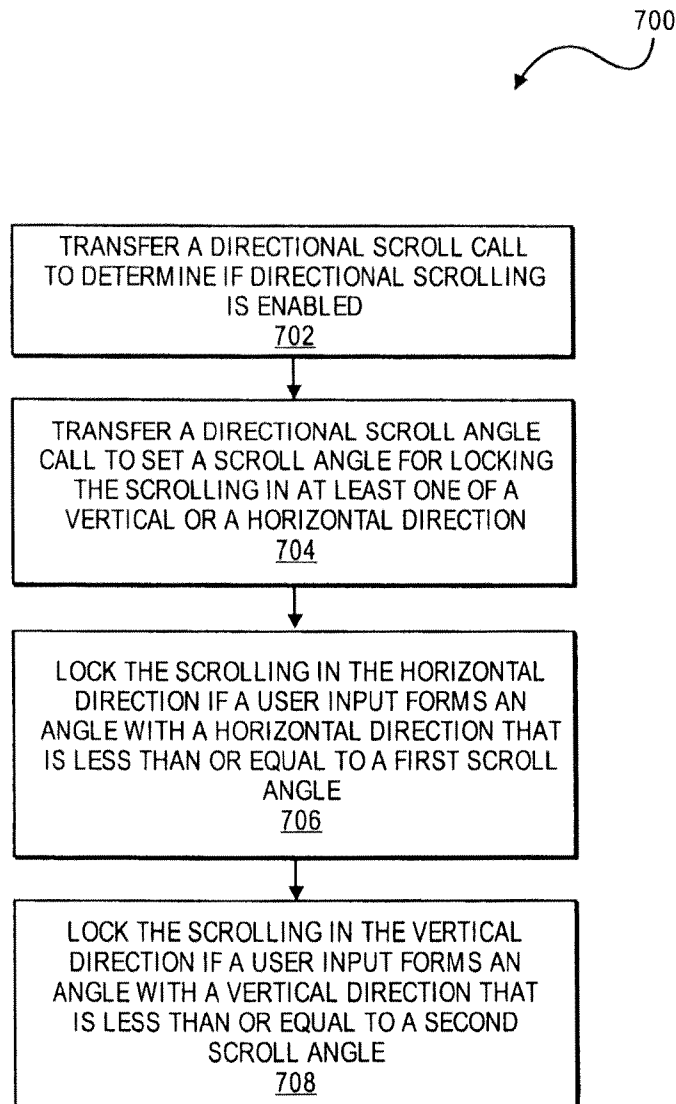 700
TRANSFER A DIRECTIONAL SCROLL CALL
TO DETERMINE IF DIRECTIONAL SCROLLING
IS ENABLED
702
TRANSFER A DIRECTIONAL SCROLL ANGLE
CALL TO SET A SCROLL ANGLE FOR LOCKING
THE SCROLLING IN AT LEAST ONE OF A
VERTICAL OR A HORIZONTAL DIRECTION
704
LOCK THE SCROLLING IN THE HORIZONTAL
DIRECTION IF A USER INPUT FORMS AN
ANGLE WITH A HORIZONTAL DIRECTION THAT
IS LESS THAN OR EQUAL TO A FIRST SCROLL
ANGLE
706
LOCK THE SCROLLING IN THE VERTICAL
DIRECTION IF A USER INPUT FORMS AN
ANGLE WITH A VERTICAL DIRECTION THAT
IS LESS THAN OR EQUAL TO A SECOND
SCROLL ANGLE
708